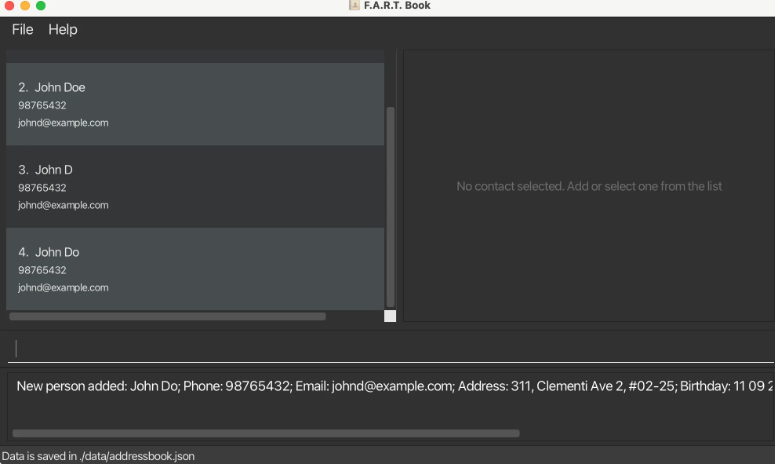 F.A.R.T. Book
File Help
2. John Doe
98765432
johnd@example.com
3. John D
98765432
johnd@example.com
4. John Do
98765432
johnd@example.com
No contact selected. Add or select one from the list
New person added: John Do; Phone: 98765432; Email: johnd@example.com; Address: 311, Clementi Ave 2, #02-25; Birthday: 11 09 2
Data is saved in ./data/addressbook.json